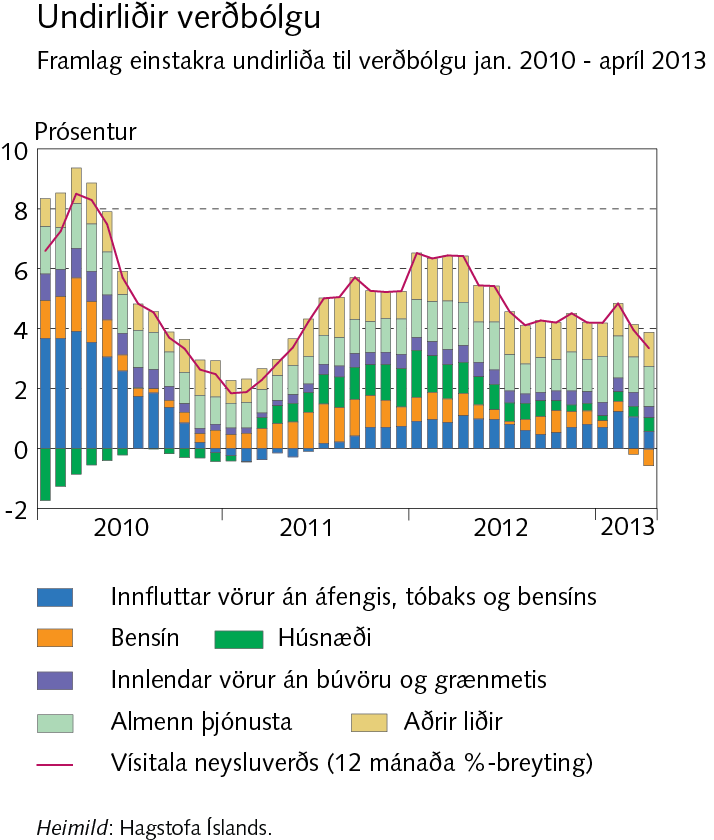 Undirliðir verðbólgu
Framlag einstakra undirliða til verðbólgu jan. 2010 - apríl 2013
Prósentur
10
8
6
4
2
0
-2
2010 2011 2012 2013
Innfluttar vörur án áfengis, tóbaks og bensíns
Bensín Húsnæði
Innlendar vörur án búvöru og grænmetis
Almenn þjónusta Aðrir liðir
Vísitala neysluverðs (12 mánaða %-breyting)
Heimild: Hagstofa Íslands.